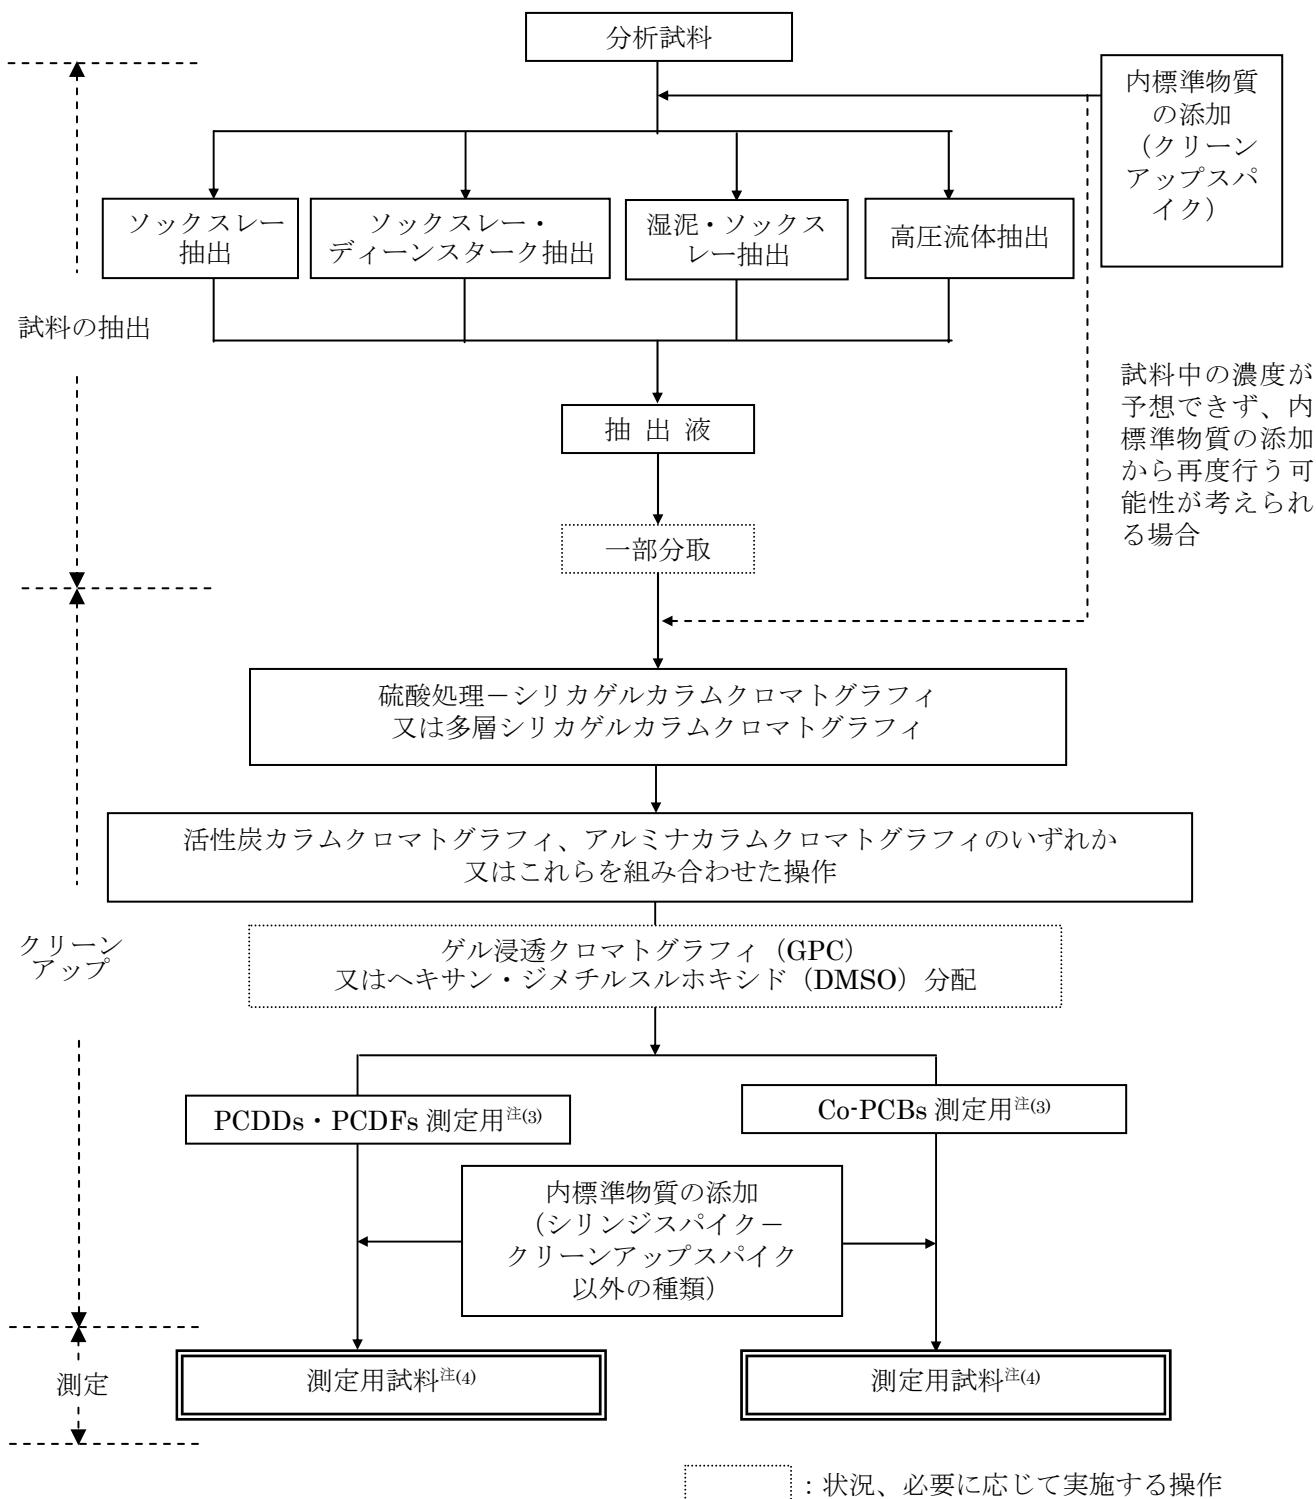 分析試料
内標準物質
の添加
（クリーン
アップスパ
イク）
ソックスレー
抽出
ソックスレー・
ディーンスターク抽出
湿泥・ソックス
レー抽出
高圧流体抽出
試料の抽出
試料中の濃度が
予想できず、内
標準物質の添加
から再度行う可
能性が考えられ
る場合
抽 出 液
一部分取
硫酸処理－シリカゲルカラムクロマトグラフィ
又は多層シリカゲルカラムクロマトグラフィ
活性炭カラムクロマトグラフィ、アルミナカラムクロマトグラフィのいずれか
又はこれらを組み合わせた操作
クリーン
アップ
ゲル浸透クロマトグラフィ（GPC）
又はヘキサン・ジメチルスルホキシド（DMSO）分配
PCDDs・PCDFs 測定用注(3)
Co-PCBs 測定用注(3)
内標準物質の添加
（シリンジスパイク－
クリーンアップスパイク
以外の種類）
測定
測定用試料注(4)
測定用試料注(4)
：状況、必要に応じて実施する操作